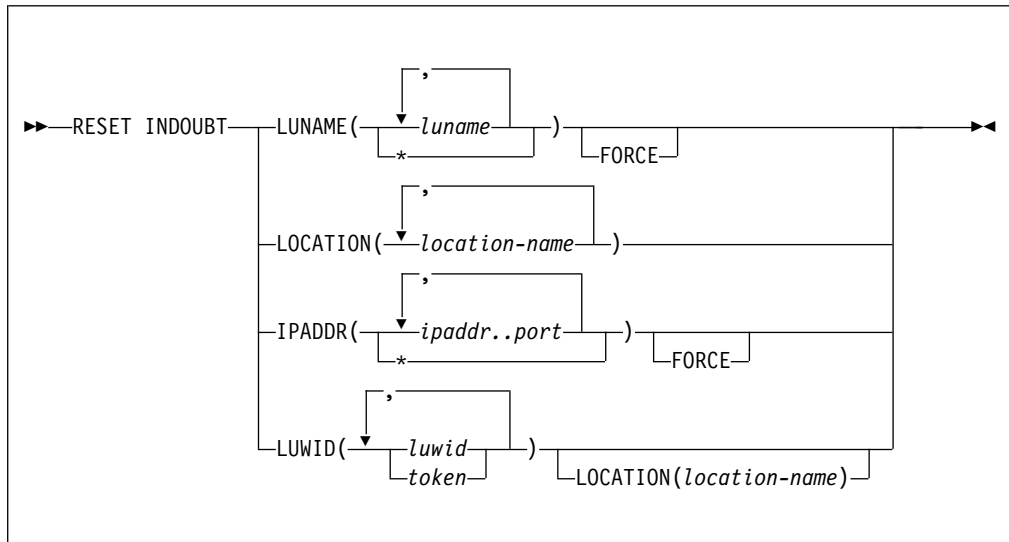 ,
RESET INDOUBT LUNAME( luname )
* FORCE
,
LOCATION( location-name )
,
IPADDR( ipaddr..port )
* FORCE
,
LUWID( luwid )
token LOCATION(location-name)